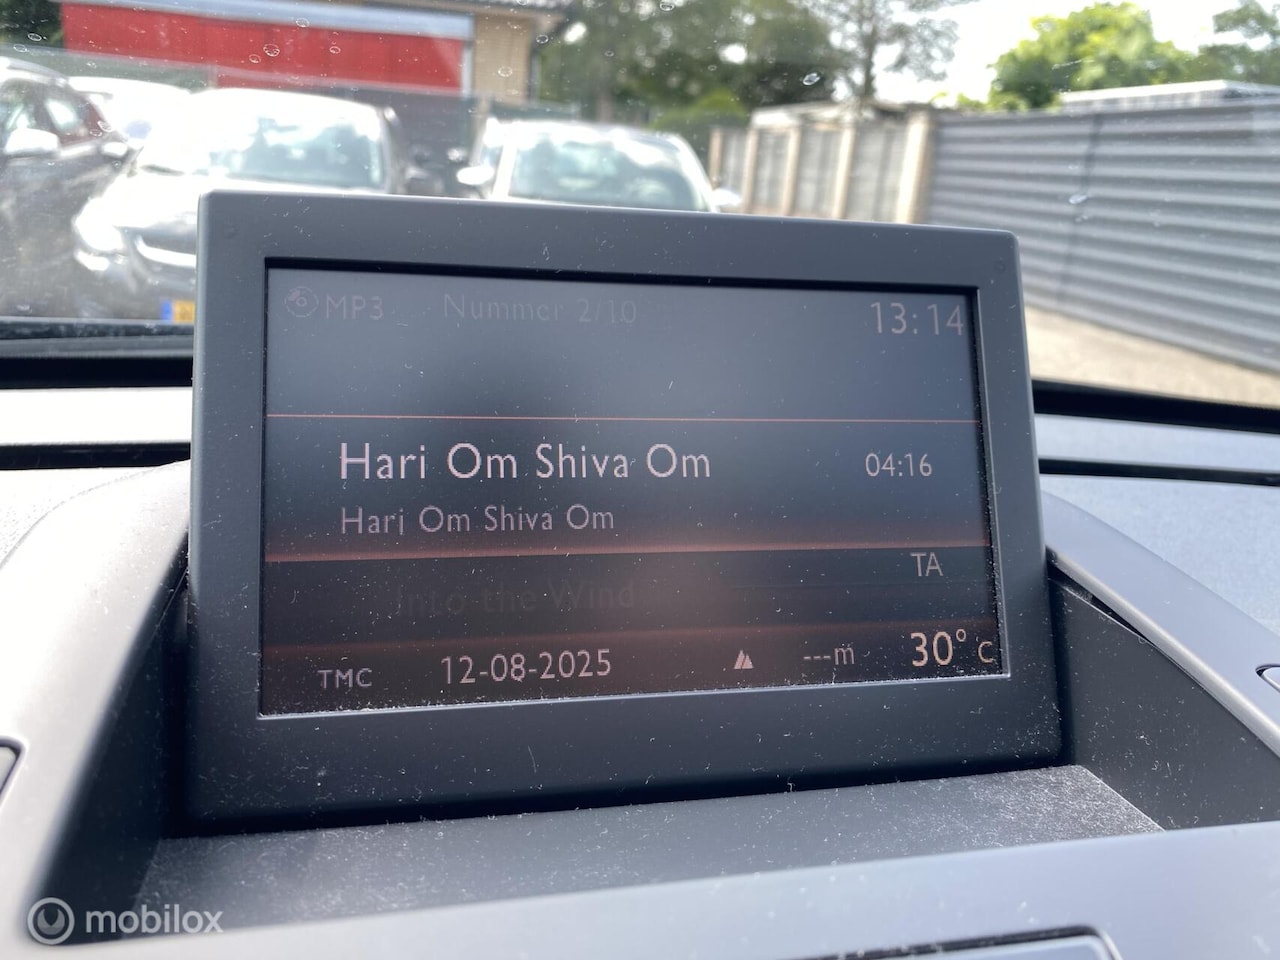 MP3 Nummer 2/10 13:14
Hari Om Shiva Om 04:16
Hari Om Shiva Om
TA
Into the Wind
TMC 12-08-2025 ---m 30°C
mobilox